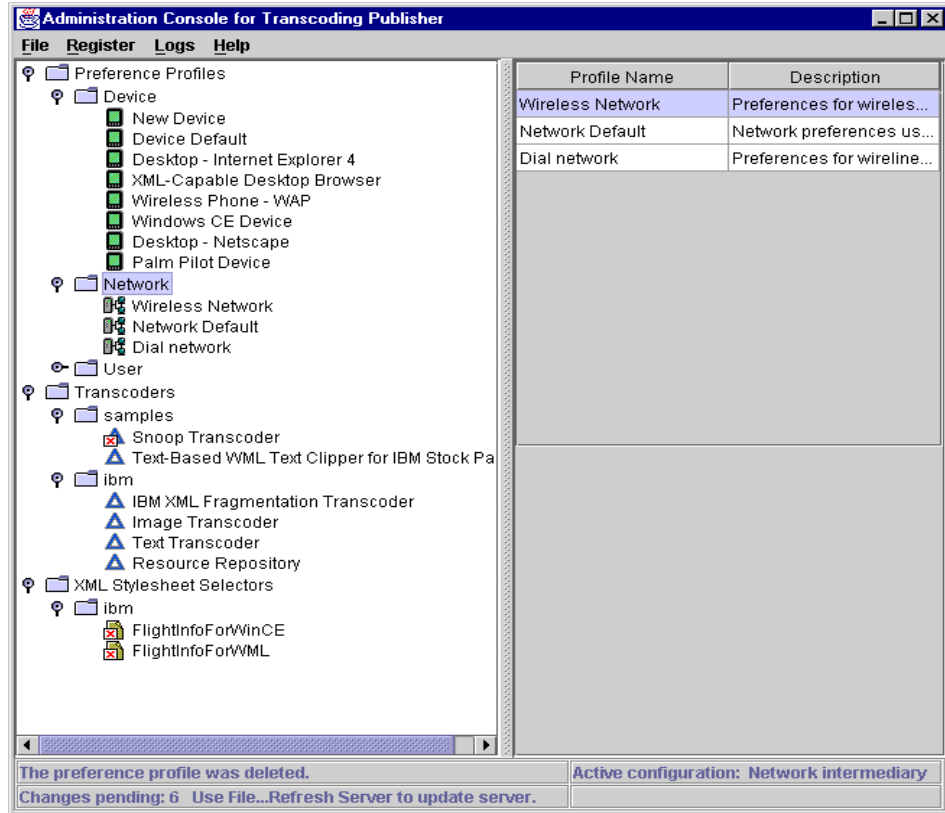 Administration Console for Transcoding Publisher
File Register Logs Help
Preference Profiles
Device
New Device
Device Default
Desktop - Internet Explorer 4
XML-Capable Desktop Browser
Wireless Phone - WAP
Windows CE Device
Desktop - Netscape
Palm Pilot Device
Network
Wireless Network
Network Default
Dial network
User
Transcoders
samples
Snoop Transcoder
Text-Based WML Text Clipper for IBM Stock Pa
ibm
IBM XML Fragmentation Transcoder
Image Transcoder
Text Transcoder
Resource Repository
XML Stylesheet Selectors
ibm
FlightInfoForWinCE
FlightInfoForWML
Profile Name Description
Wireless Network Preferences for wireles...
Network Default Network preferences us...
Dial network Preferences for wireline...
The preference profile was deleted. Active configuration: Network intermediary
Changes pending: 6 Use File...Refresh Server to update server.